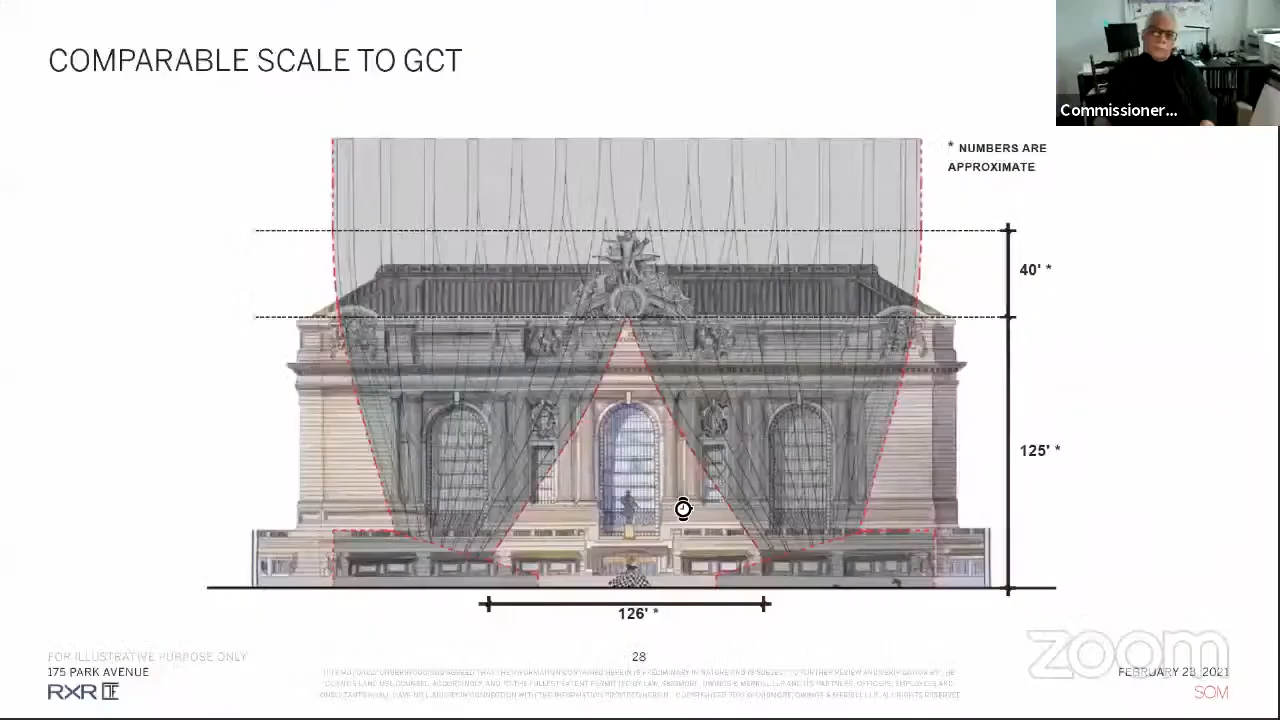 COMPARABLE SCALE TO GCT
Commissioner...
* NUMBERS ARE
APPROXIMATE
40' *
125' *
126' *
FOR ILLUSTRATIVE PURPOSE ONLY
175 PARK AVENUE
RXR
28
zoom
FEBRUARY 23, 2021
SOM